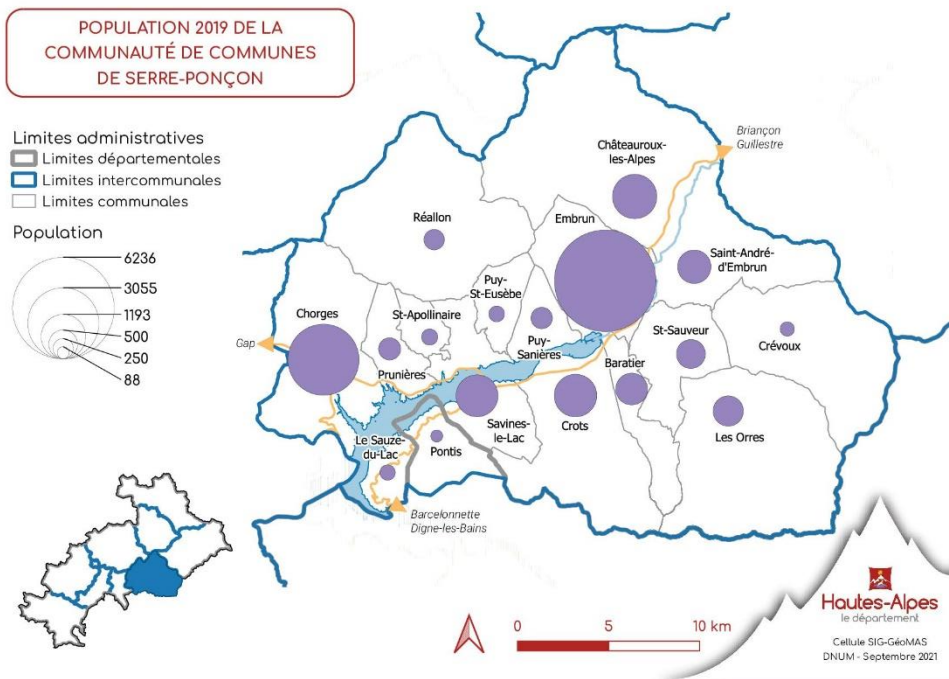 POPULATION 2019 DE LA
COMMUNAUTÉ DE COMMUNES
DE SERRE-PONÇON
Limites administratives
Limites départementales
Limites intercommunales
Limites communales
Population
6236
3055
1193
500
250
88
Briançon
Guillestre
Châteauroux-
les-Alpes
Réallon
Embrun
Saint-André-
d'Embrun
Puy-
St-Eusèbe
Chorges
St-Apollinaire
Gap
Prunières
Puy-
Sanières
St-Sauveur
Crévoux
Baratier
Savines-
le-Lac
Crots
Les Orres
Le Sauze-
du-Lac
Pontis
Barcelonnette
Digne-les-Bains
0 5 10 km
Hautes-Alpes
le département
Cellule SIG-GéoMAS
DNUM - Septembre 2021